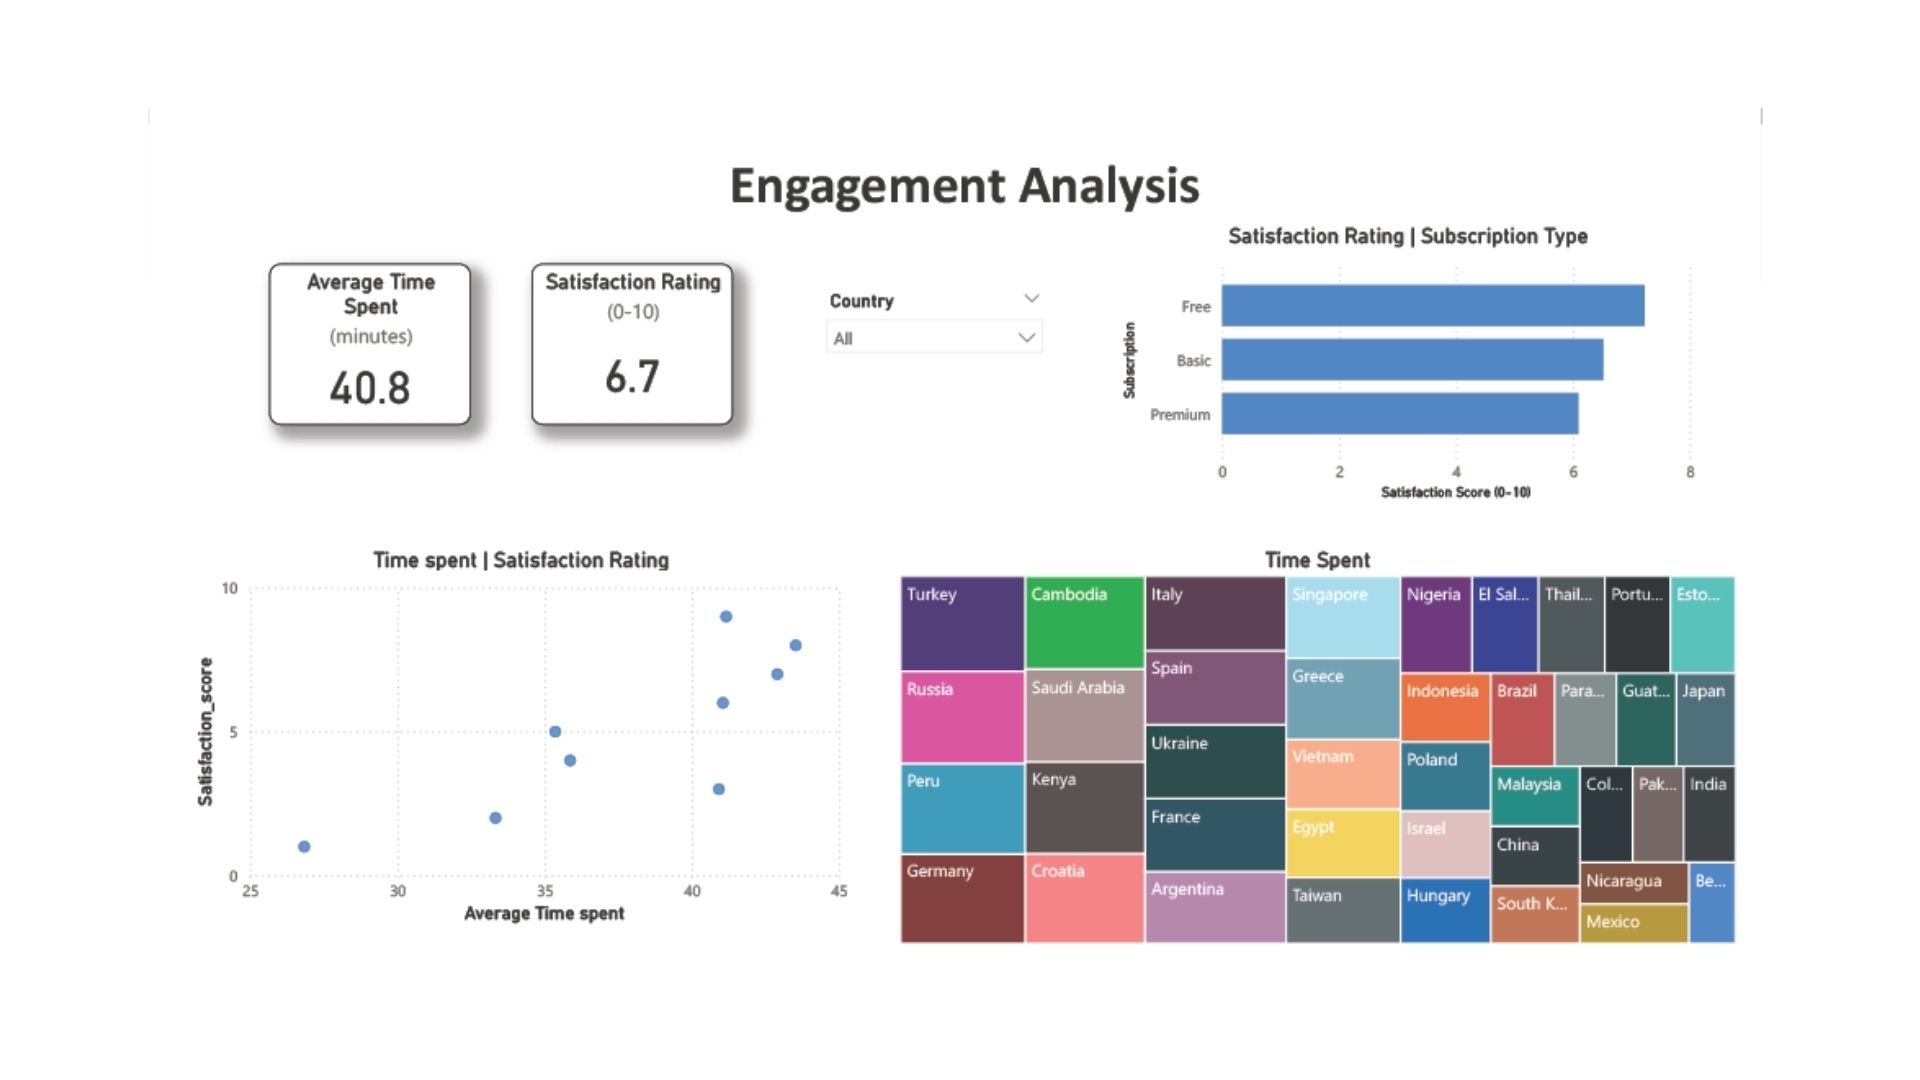 Engagement Analysis
Average Time
Spent
(minutes)
40.8
Satisfaction Rating
(0-10)
6.7
Country
All
Satisfaction Rating | Subscription Type
Subscription
Free
Basic
Premium
0 2 4 6 8
Satisfaction Score (0-10)
Time spent | Satisfaction Rating
Satisfaction_score
10
5
0
25 30 35 40 45
Average Time spent
Time Spent
Turkey
Russia
Peru
Germany
Cambodia
Saudi Arabia
Kenya
Croatia
Italy
Spain
Ukraine
France
Argentina
Singapore
Greece
Vietnam
Egypt
Taiwan
Nigeria
El Sal...
Thail...
Portu...
Esto...
Indonesia
Poland
Israel
Hungary
Brazil
Para...
Guat...
Japan
Malaysia
China
South K...
Col...
Pak...
India
Nicaragua
Mexico
Be...